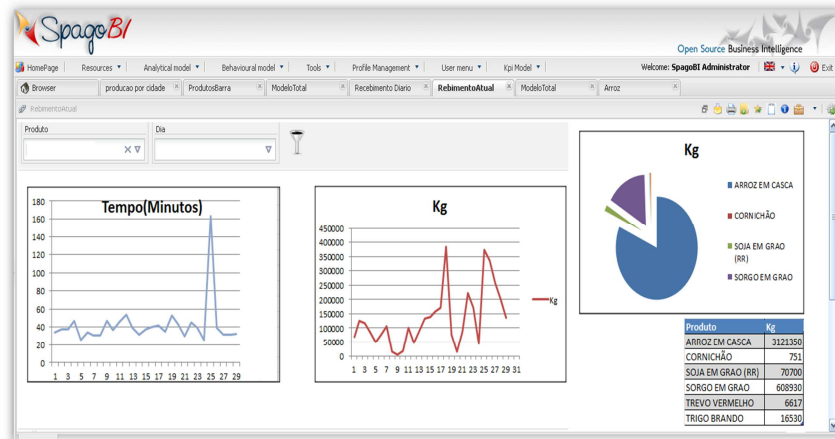 SpagoBI
Open Source Business Intelligence
HomePage Resources Analytical model Behavioural model Tools Profile Management User menu Kpi Model Welcome: SpagoBI Administrator Exit
Browser producao por cidade ProdutosBarra ModeloTotal Recebimento Diario RebimentoAtual ModeloTotal Arroz
RebimentoAtual
Produto Dia
Tempo(Minutos)
180
160
140
120
100
80
60
40
20
0
1 3 5 7 9 11 13 15 17 19 21 23 25 27 29
Kg
450000
400000
350000
300000
250000
200000
150000
100000
50000
0
1 3 5 7 9 11 13 15 17 19 21 23 25 27 29 31
Kg
Kg
ARROZ EM CASCA
CORNICHÃO
SOJA EM GRAO
(RR)
SORGO EM GRAO
Produto Kg
ARROZ EM CASCA 3121350
CORNICHÃO 751
SOJA EM GRAO (RR) 70700
SORGO EM GRAO 608930
TREVO VERMELHO 6617
TRIGO BRANDO 16530